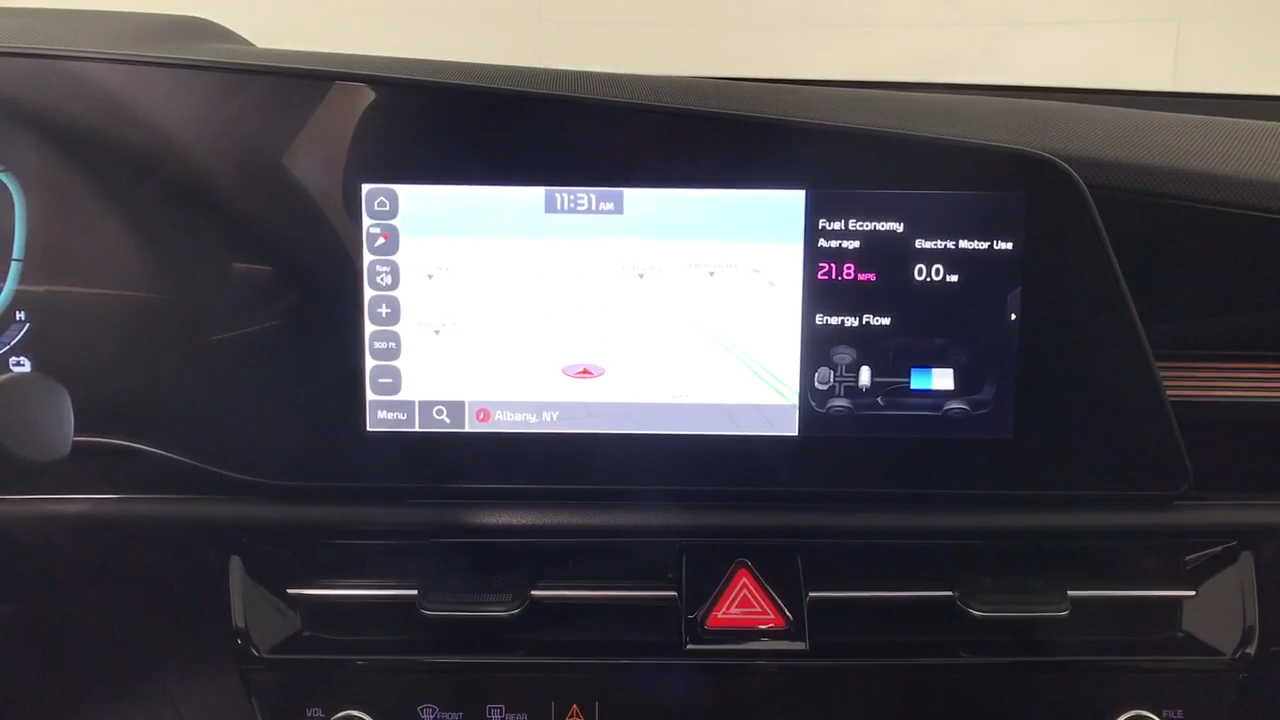 11:31 AM
Nav
300 ft
Menu
Albany, NY
Fuel Economy
Average
Electric Motor Use
21.8 MPG
0.0 kW
Energy Flow
H
VOL
FRONT
REAR
FILE